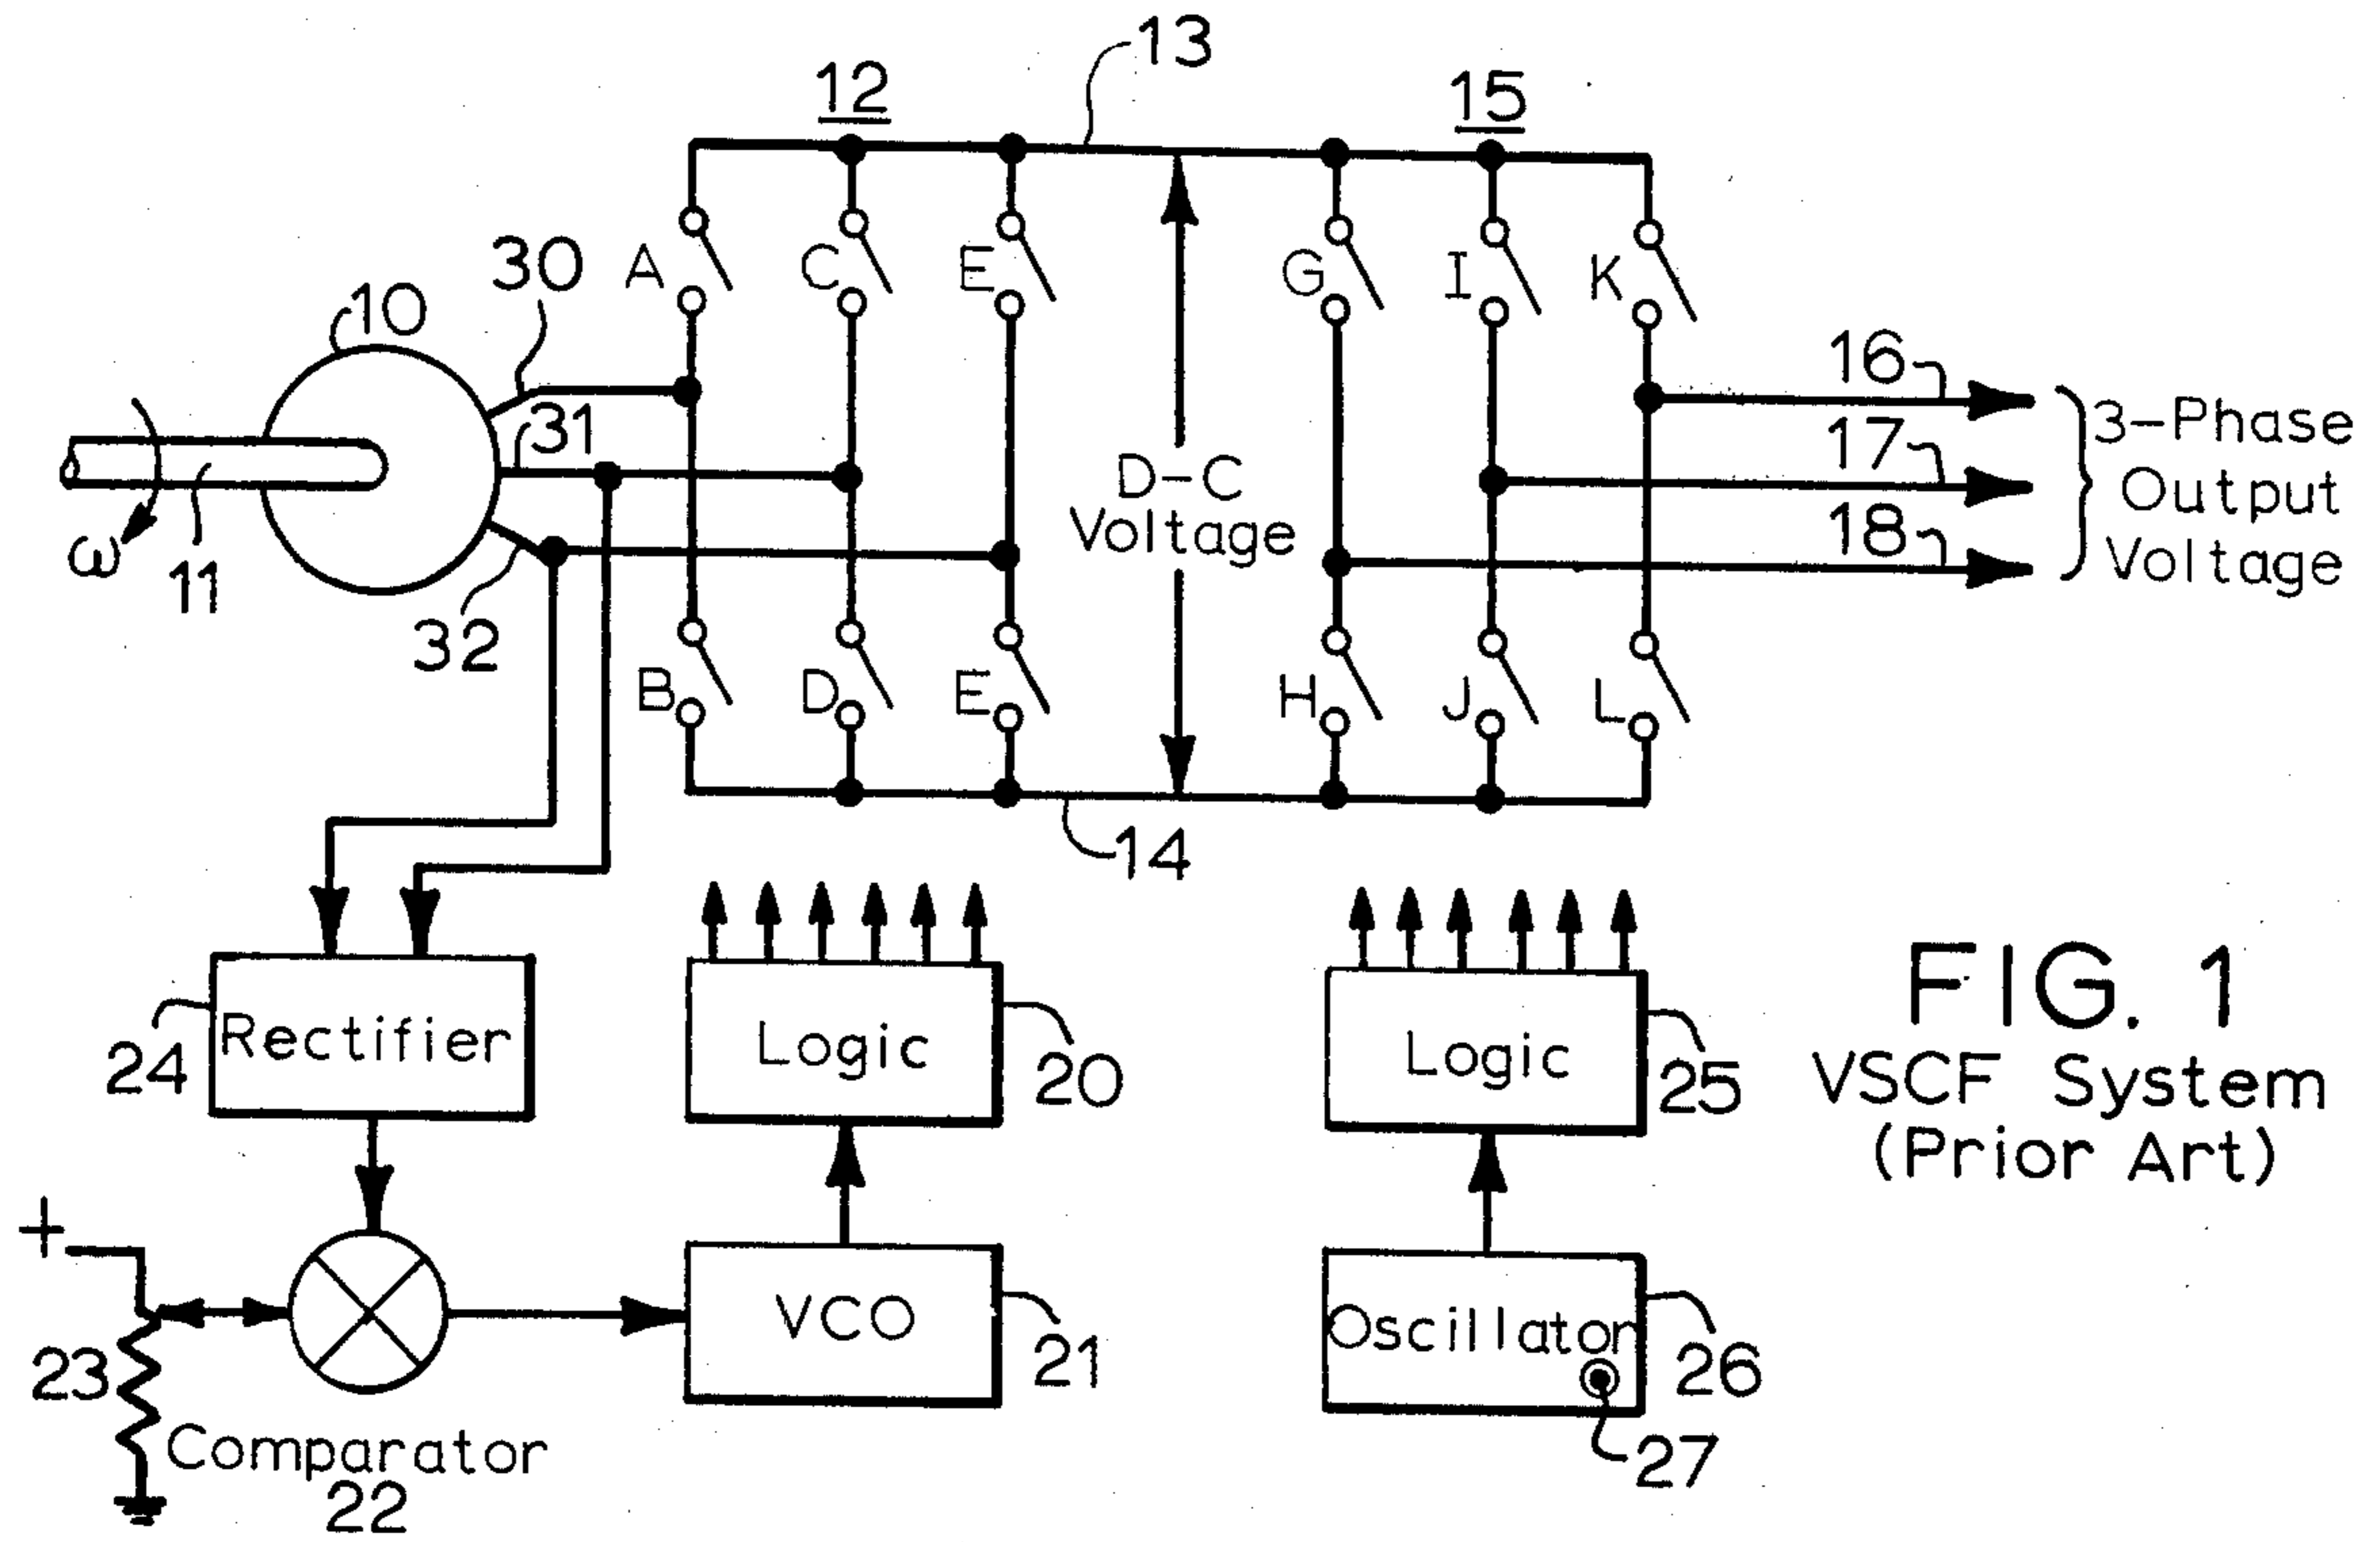 13
12
15
30
A
C
E
G
I
K
10
16
3-Phase
31
17
D-C
Output
Voltage
18
Voltage
ω
11
32
B
D
E
H
J
L
14
Rectifier
24
Logic
20
Logic
25
FIG. 1
VSCF System
(Prior Art)
+
VCO
21
Oscillator
26
23
27
Comparator
22